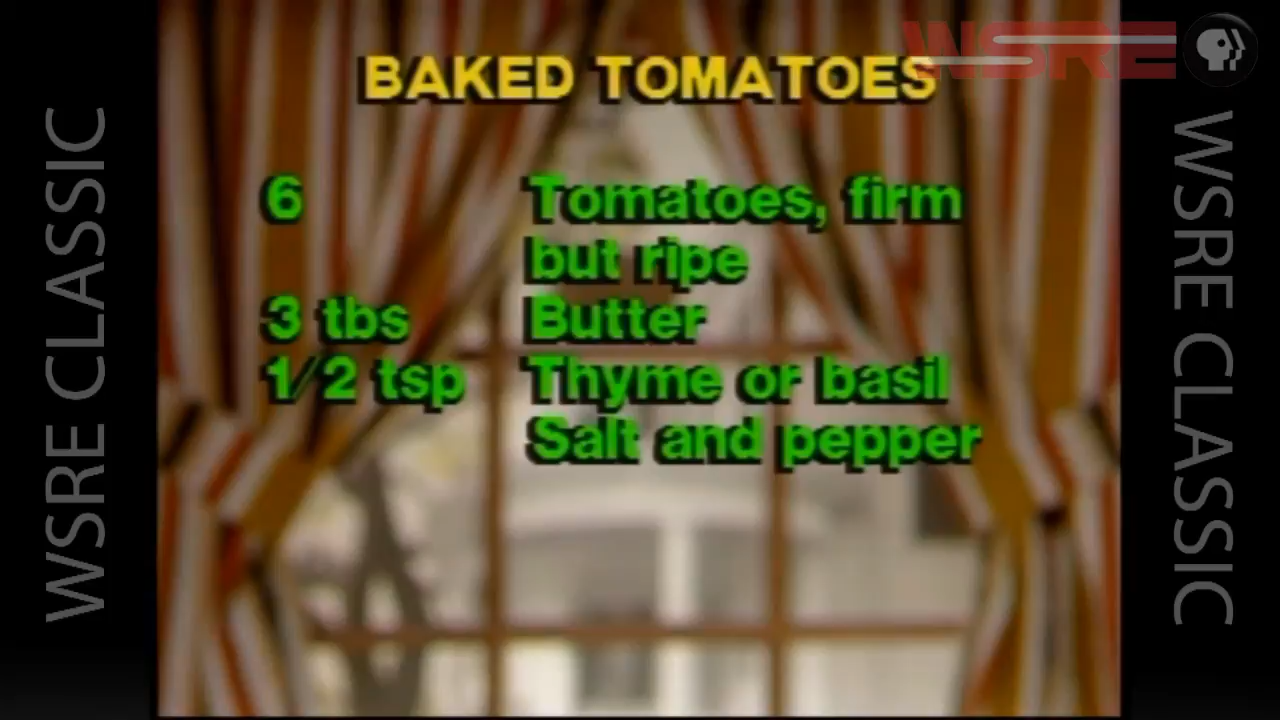 WSRE
BAKED TOMATOES
6 Tomatoes, firm
but ripe
3 tbs Butter
1/2 tsp Thyme or basil
Salt and pepper
WSRE CLASSIC
WSRE CLASSIC